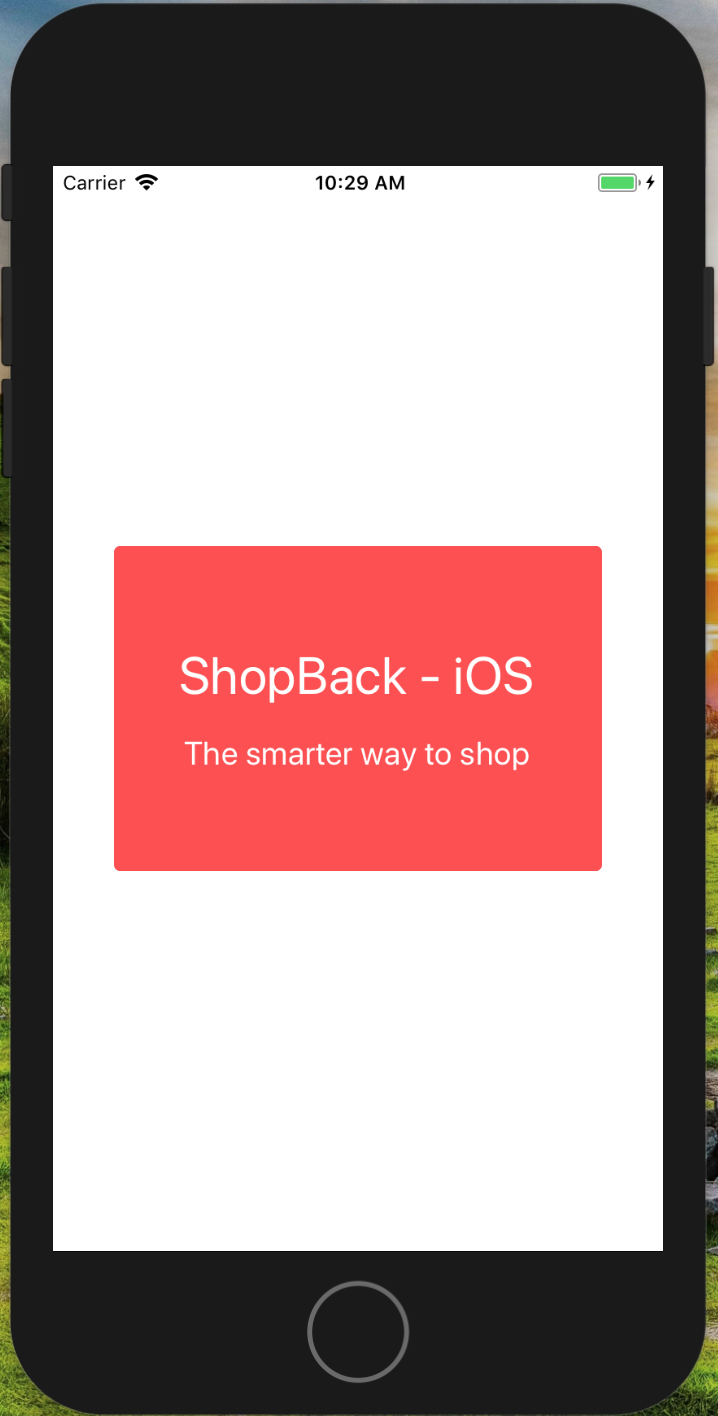 Carrier
10:29 AM
ShopBack - iOS
The smarter way to shop